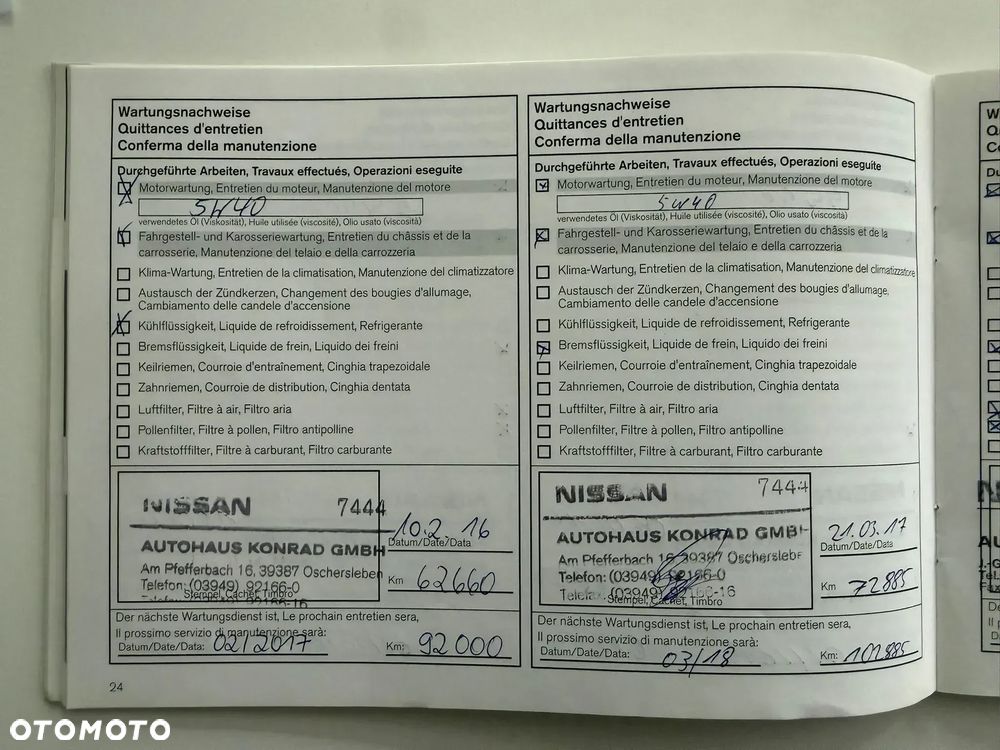 Wartungsnachweise
Quittances d'entretien
Conferma della manutenzione
Durchgeführte Arbeiten, Travaux effectués, Operazioni eseguite
Motorwartung, Entretien du moteur, Manutenzione del motore
5W40
verwendetes Öl (Viskosität), Huile utilisée (viscosité), Olio usato (viscosità)
Fahrgestell- und Karosseriewartung, Entretien du châssis et de la
carrosserie, Manutenzione del telaio e della carrozzeria
Klima-Wartung, Entretien de la climatisation, Manutenzione del climatizzatore
Austausch der Zündkerzen, Changement des bougies d'allumage,
Cambiamento delle candele d'accensione
Kühlflüssigkeit, Liquide de refroidissement, Refrigerante
Bremsflüssigkeit, Liquide de frein, Liquido dei freini
Keilriemen, Courroie d'entraînement, Cinghia trapezoidale
Zahnriemen, Courroie de distribution, Cinghia dentata
Luftfilter, Filtre à air, Filtro aria
Pollenfilter, Filtre à pollen, Filtro antipolline
Kraftstofffilter, Filtre à carburant, Filtro carburante
NISSAN 7444
AUTOHAUS KONRAD GMBH
Am Pfefferbach 16, 39387 Oschersleben
Telefon: (03949) 92166-0
Stempel, Cachet, Timbro
92166-16
10.2.16
Datum/Date/Data
Km 62660
Der nächste Wartungsdienst ist, Le prochain entretien sera,
Il prossimo servizio di manutenzione sarà:
Datum/Date/Data: 02/2017 Km: 92000
24
Wartungsnachweise
Quittances d'entretien
Conferma della manutenzione
Durchgeführte Arbeiten, Travaux effectués, Operazioni eseguite
Motorwartung, Entretien du moteur, Manutenzione del motore
5W40
verwendetes Öl (Viskosität), Huile utilisée (viscosité), Olio usato (viscosità)
Fahrgestell- und Karosseriewartung, Entretien du châssis et de la
carrosserie, Manutenzione del telaio e della carrozzeria
Klima-Wartung, Entretien de la climatisation, Manutenzione del climatizzatore
Austausch der Zündkerzen, Changement des bougies d'allumage,
Cambiamento delle candele d'accensione
Kühlflüssigkeit, Liquide de refroidissement, Refrigerante
Bremsflüssigkeit, Liquide de frein, Liquido dei freini
Keilriemen, Courroie d'entraînement, Cinghia trapezoidale
Zahnriemen, Courroie de distribution, Cinghia dentata
Luftfilter, Filtre à air, Filtro aria
Pollenfilter, Filtre à pollen, Filtro antipolline
Kraftstofffilter, Filtre à carburant, Filtro carburante
NISSAN 7444
AUTOHAUS KONRAD GMBH
Am Pfefferbach 16, 39387 Oschersleb
Telefon: (03949) 92166-0
Telefax: (03949) 92166-16
Stempel, Cachet, Timbro
21.03.17
Datum/Date/Data
Km 72885
Der nächste Wartungsdienst ist, Le prochain entretien sera,
Il prossimo servizio di manutenzione sarà:
Datum/Date/Data: 03/18 Km: 102885
OTOMOTO